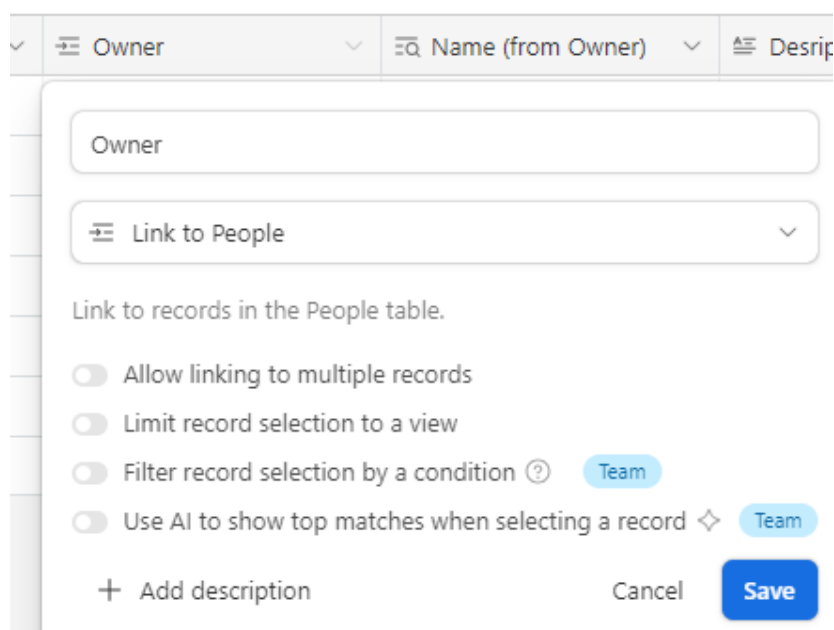 Owner Name (from Owner) Desrip
Owner
Link to People
Link to records in the People table.
Allow linking to multiple records
Limit record selection to a view
Filter record selection by a condition ? Team
Use AI to show top matches when selecting a record Team
+ Add description Cancel Save